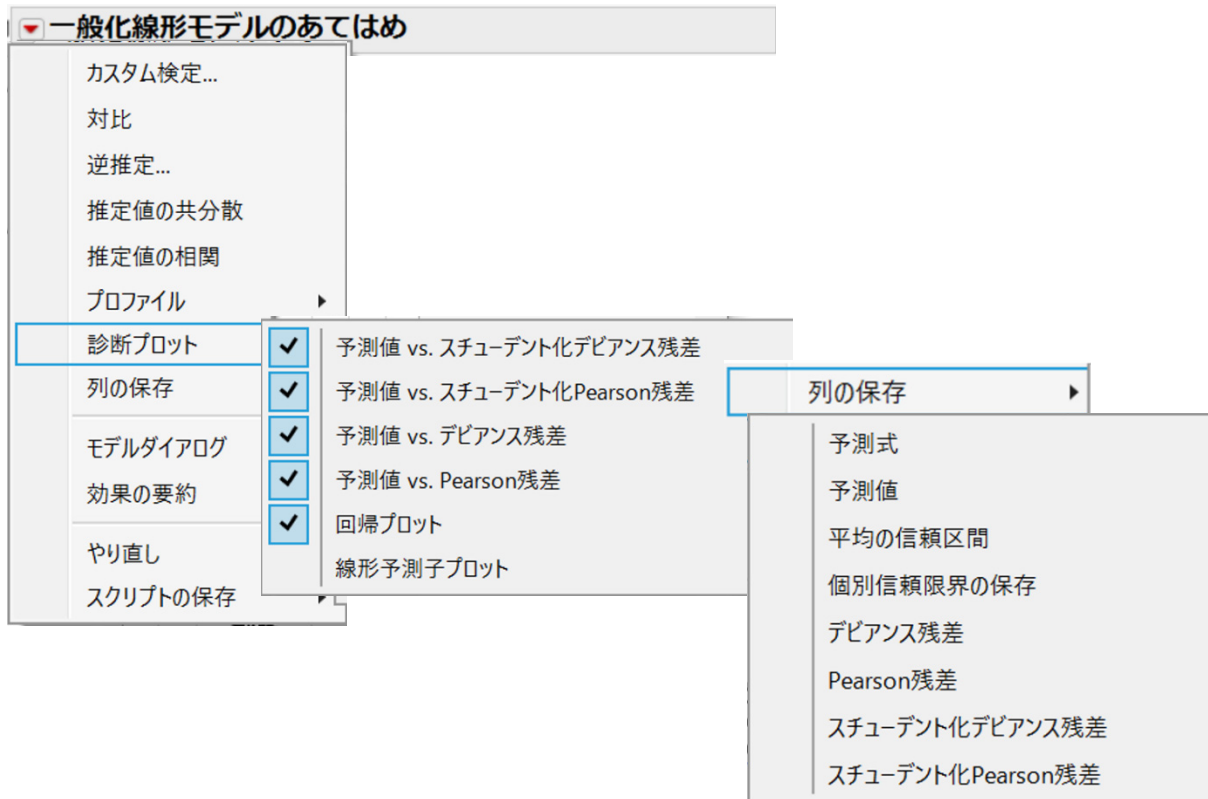 一般化線形モデルのあてはめ
カスタム検定...
対比
逆推定...
推定値の共分散
推定値の相関
プロファイル
診断プロット
列の保存
モデルダイアログ
効果の要約
やり直し
スクリプトの保存
予測値 vs. スチューデント化デビアンス残差
予測値 vs. スチューデント化Pearson残差
予測値 vs. デビアンス残差
予測値 vs. Pearson残差
回帰プロット
線形予測子プロット
列の保存
予測式
予測値
平均の信頼区間
個別信頼限界の保存
デビアンス残差
Pearson残差
スチューデント化デビアンス残差
スチューデント化Pearson残差